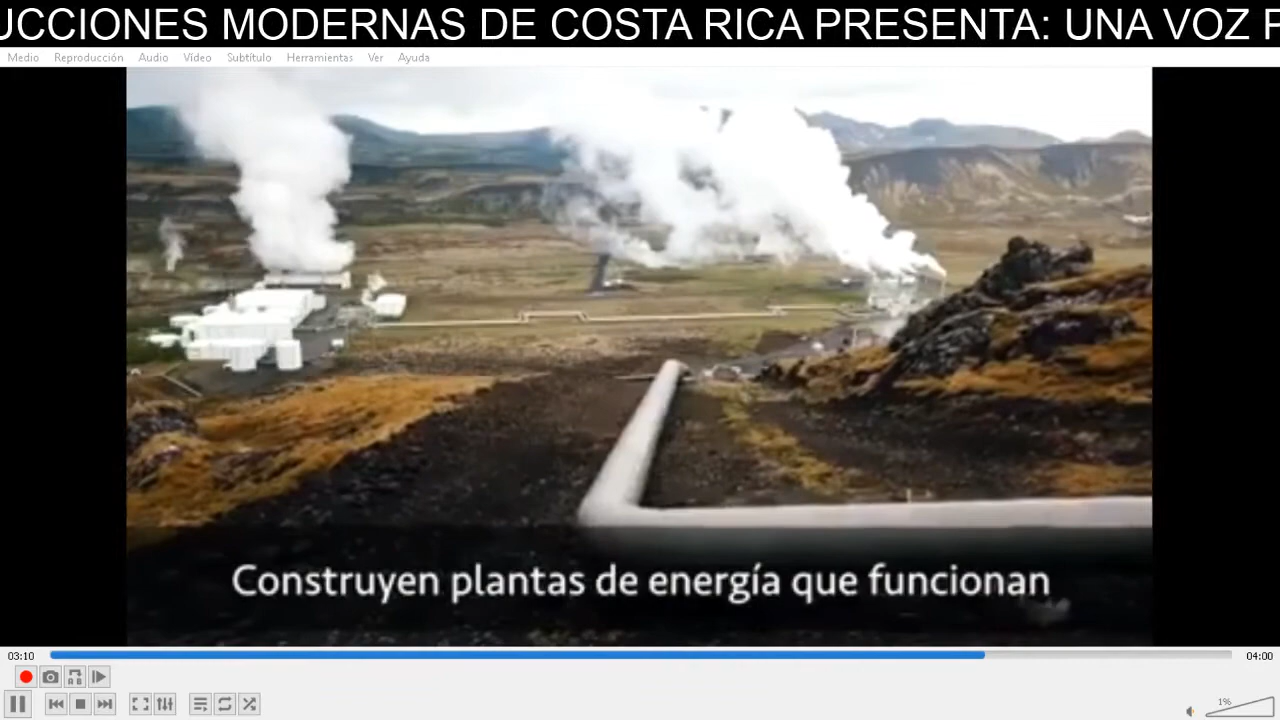 UCCIONES MODERNAS DE COSTA RICA PRESENTA: UNA VOZ
Medio Reproducción Audio Vídeo Subtítulo Herramientas Ver Ayuda
Construyen plantas de energía que funcionan
03:10 04:00
1%